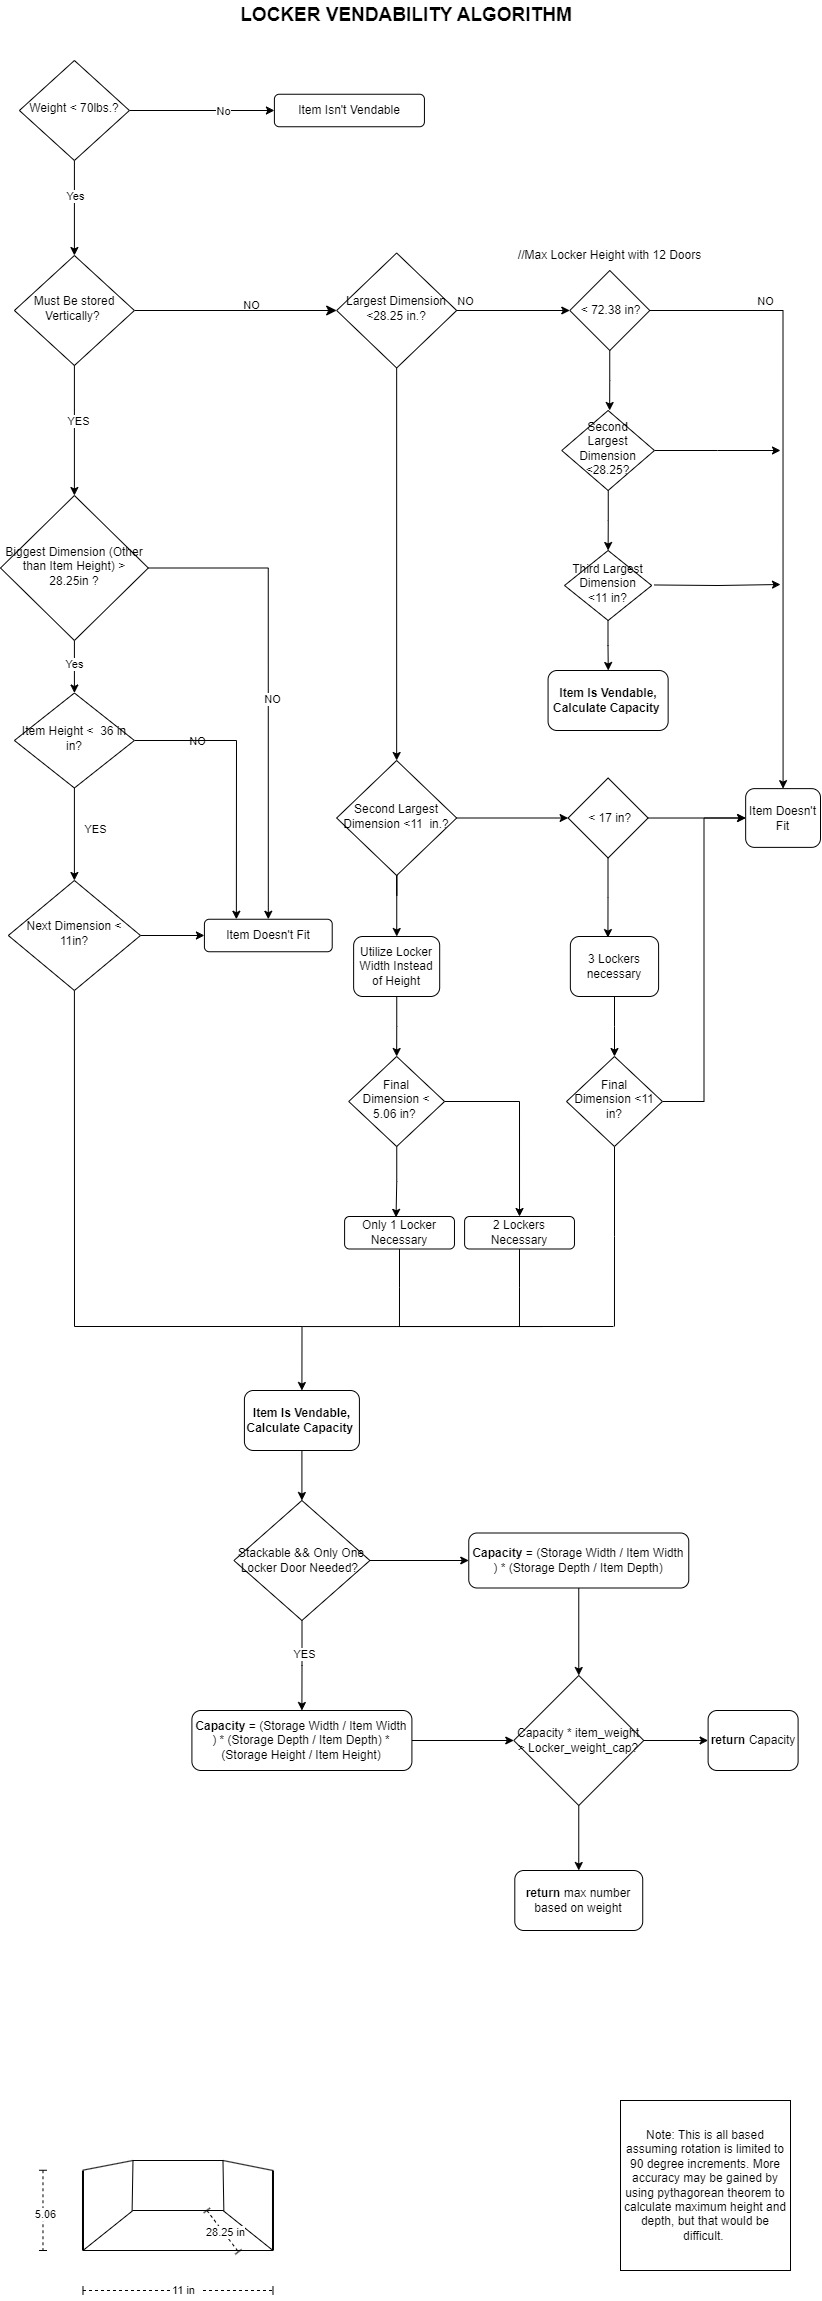 LOCKER VENDABILITY ALGORITHM
Weight < 70lbs.?
No
Item Isn't Vendable
Yes
//Max Locker Height with 12 Doors
Must Be stored
Vertically?
NO
Largest Dimension
<28.25 in.?
NO
< 72.38 in?
NO
YES
Second
Largest
Dimension
<28.25?
Biggest Dimension (Other
than Item Height) >
28.25in ?
Third Largest
Dimension
<11 in?
Yes
NO
Item Is Vendable,
Calculate Capacity
Item Height <  36 in
in?
NO
YES
Second Largest
Dimension <11  in.?
< 17 in?
Item Doesn't
Fit
Next Dimension <
11in?
Item Doesn't Fit
Utilize Locker
Width Instead
of Height
3 Lockers
necessary
Final
Dimension <
5.06 in?
Final
Dimension <11
in?
Only 1 Locker
Necessary
2 Lockers
Necessary
Item Is Vendable,
Calculate Capacity
Stackable && Only One
Locker Door Needed?
Capacity = (Storage Width / Item Width
) * (Storage Depth / Item Depth)
YES
Capacity = (Storage Width / Item Width
) * (Storage Depth / Item Depth) *
(Storage Height / Item Height)
Capacity * item_weight
> Locker_weight_cap?
return Capacity
return max number
based on weight
Note: This is all based
assuming rotation is limited to
90 degree increments. More
accuracy may be gained by
using pythagorean theorem to
calculate maximum height and
depth, but that would be
difficult.
5.06
28.25 in
11 in